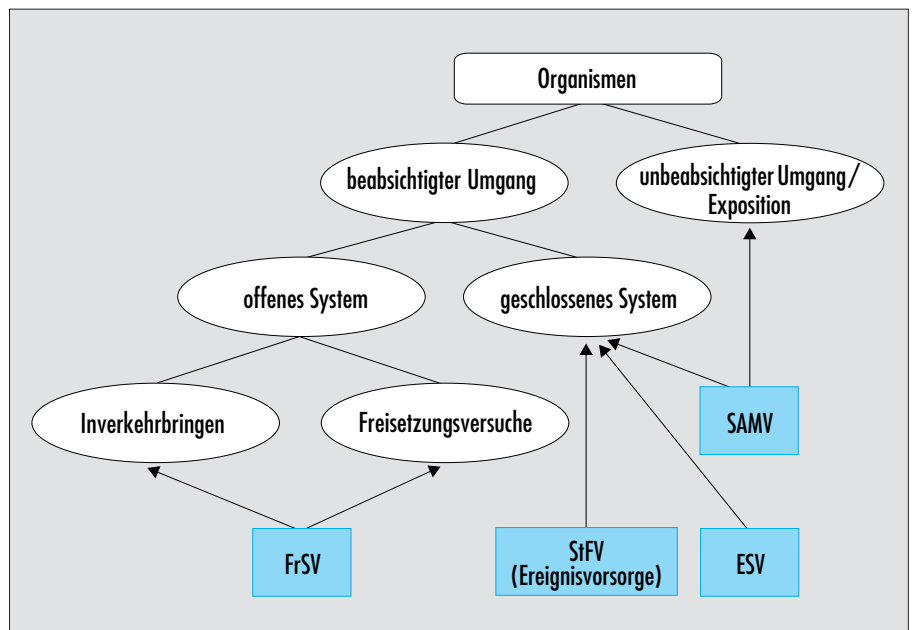 Organismen
beabsichtigter Umgang
unbeabsichtigter Umgang/
Exposition
offenes System
geschlossenes System
Inverkehrbringen
Freisetzungsversuche
SAMV
FrSV
StFV
(Ereignisvorsorge)
ESV